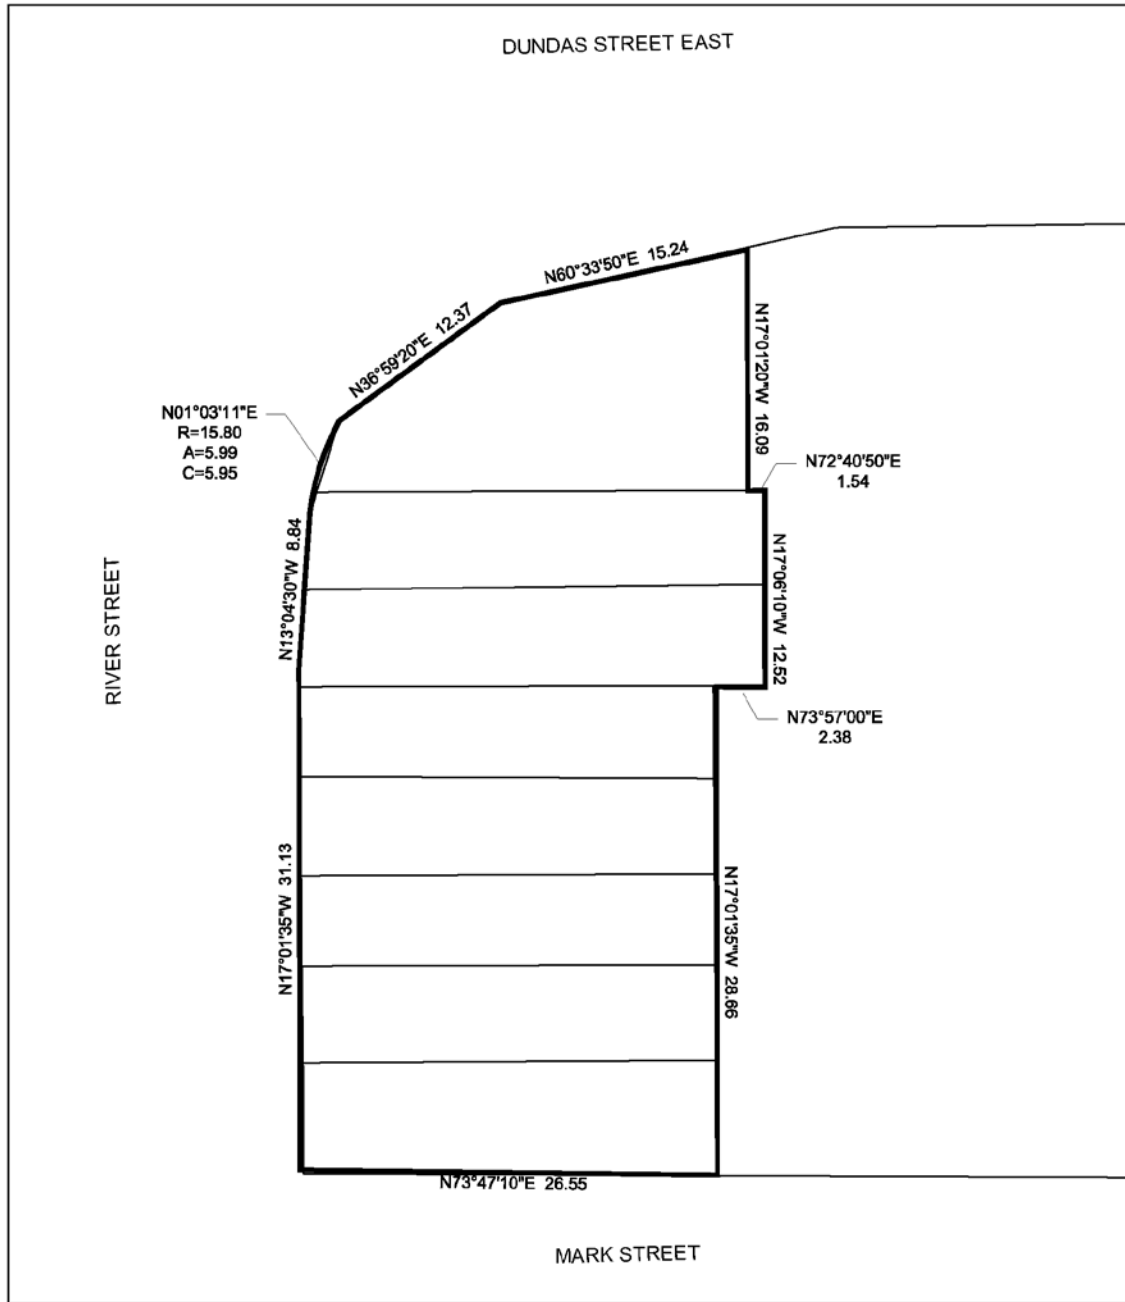 DUNDAS STREET EAST
N60°33'50"E 15.24
N36°59'20"E 12.37
N17°01'20"W 16.09
N01°03'11"E
R=15.80
A=5.99
C=5.95
N72°40'50"E
1.54
N13°04'30"W 8.84
N17°06'10"W 12.52
RIVER STREET
N73°57'00"E
2.38
N17°01'35"W 31.13
N17°01'35"W 28.66
N73°47'10"E 26.55
MARK STREET